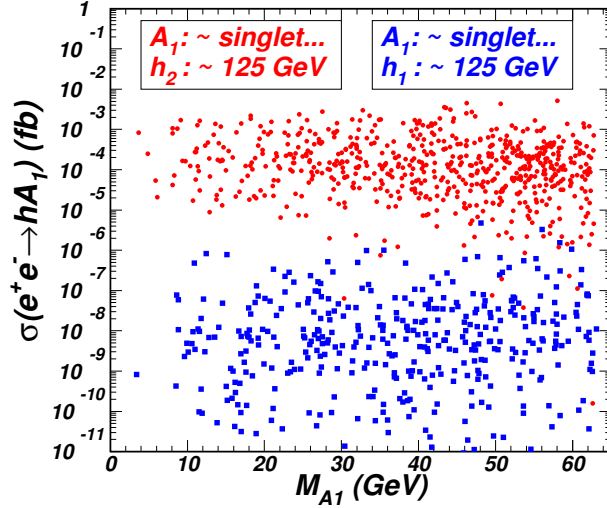 1
10 -1
10 -2
10 -3
10 -4
10 -5
10 -6
10 -7
10 -8
10 -9
10 -10
10 -11
σ(e⁺e⁻→hA₁) (fb)
A₁: ~ singlet...
h₂ : ~ 125 GeV
A₁: ~ singlet...
h₁ : ~ 125 GeV
0 10 20 30 40 50 60
M_A1 (GeV)